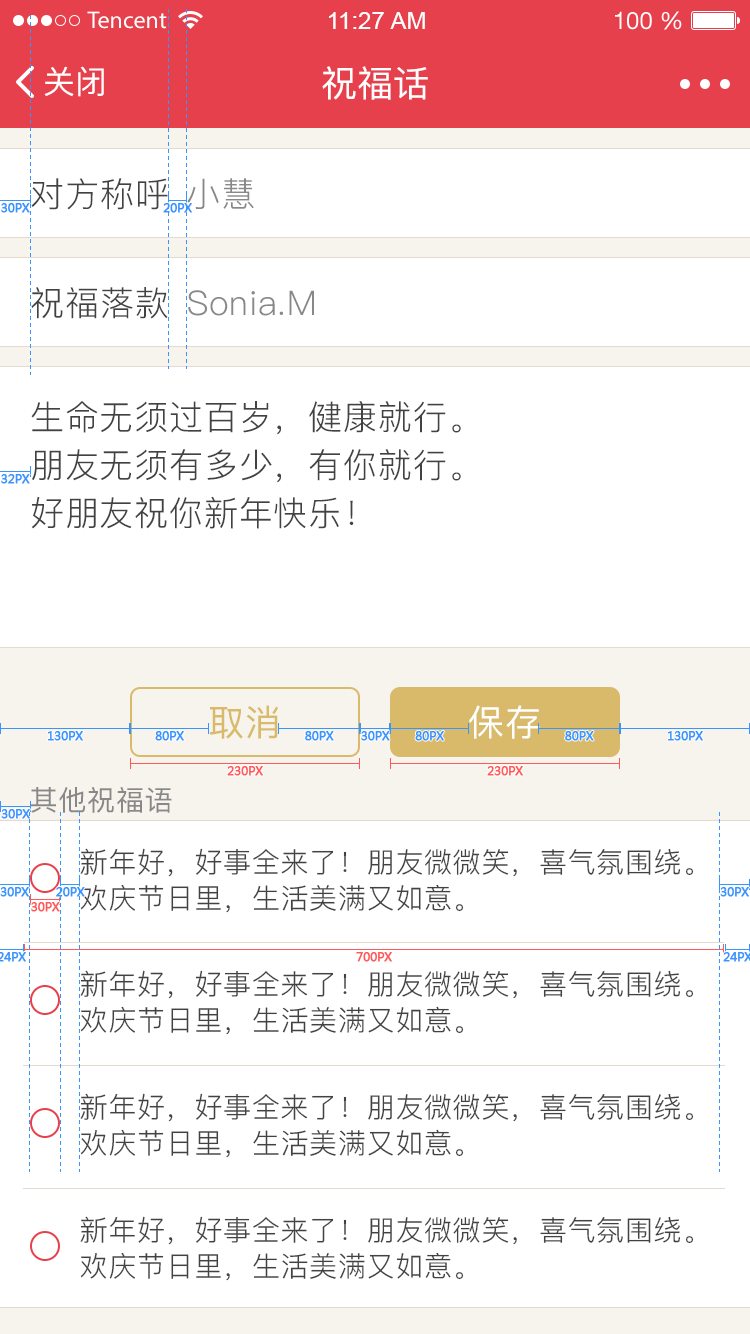 Tencent 11:27 AM 100 %
关闭 祝福话
对方称呼 小慧
30PX 20PX
祝福落款 Sonia.M
生命无须过百岁，健康就行。
朋友无须有多少，有你就行。
32PX
好朋友祝你新年快乐！
取消 保存
130PX 80PX 80PX 30PX 80PX 80PX 130PX
230PX 230PX
其他祝福语
30PX
新年好，好事全来了！朋友微微笑，喜气氛围绕。
30PX 20PX 30PX
欢庆节日里，生活美满又如意。
30PX
24PX 700PX 24PX
新年好，好事全来了！朋友微微笑，喜气氛围绕。
欢庆节日里，生活美满又如意。
新年好，好事全来了！朋友微微笑，喜气氛围绕。
欢庆节日里，生活美满又如意。
新年好，好事全来了！朋友微微笑，喜气氛围绕。
欢庆节日里，生活美满又如意。